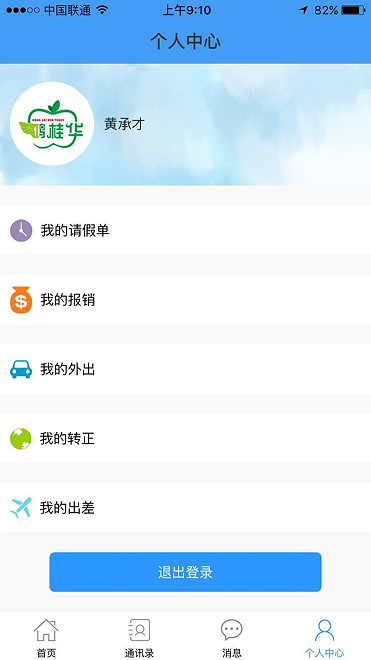 中国联通
上午9:10
82%
个人中心
桂华
黄承才
我的请假单
我的报销
我的外出
我的转正
我的出差
退出登录
首页
通讯录
消息
个人中心